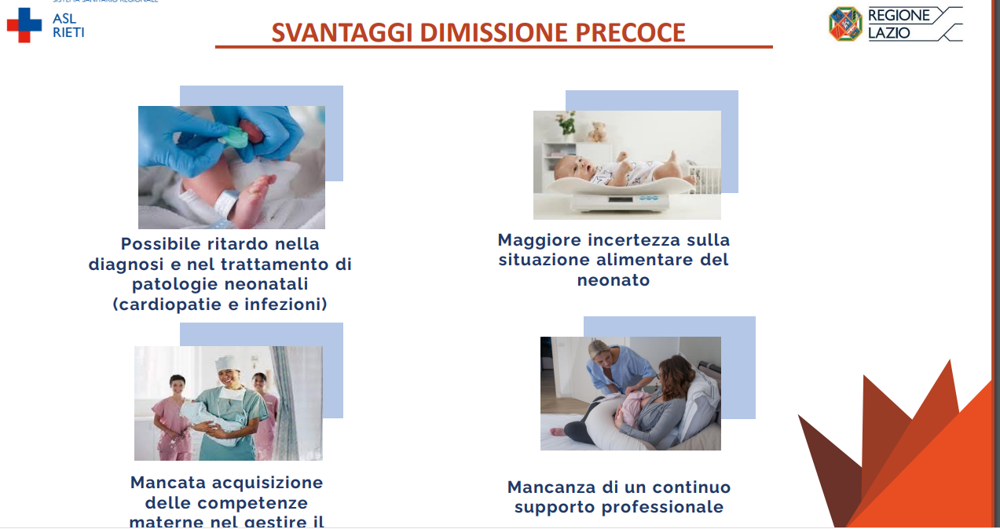 SISTEMA SANITARIO REGIONALE
ASL
RIETI
SVANTAGGI DIMISSIONE PRECOCE
REGIONE
LAZIO
Possibile ritardo nella
diagnosi e nel trattamento di
patologie neonatali
(cardiopatie e infezioni)
Maggiore incertezza sulla
situazione alimentare del
neonato
Mancata acquisizione
delle competenze
materne nel gestire il
Mancanza di un continuo
supporto professionale